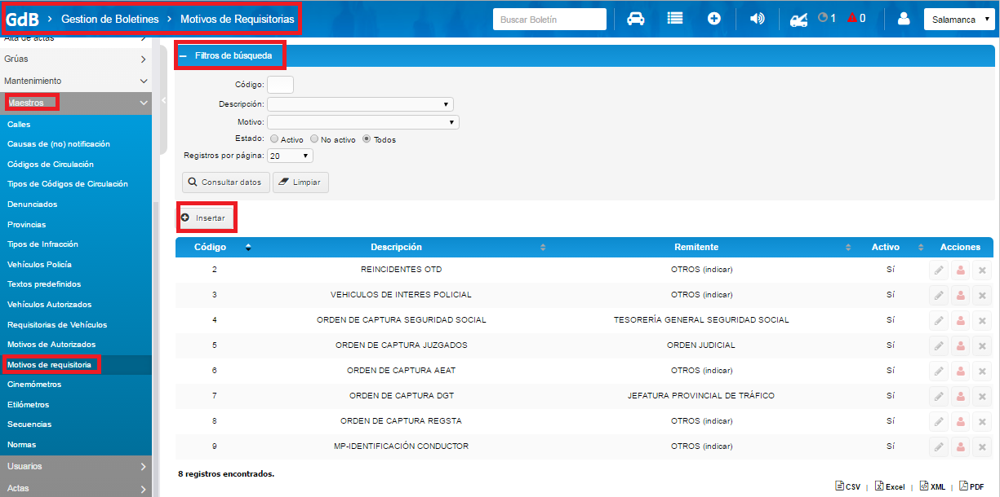 GdB > Gestion de Boletines > Motivos de Requisitorias
Buscar Boletín
1
0
Salamanca
Alta de actas
Grúas
Mantenimiento
Maestros
Calles
Causas de (no) notificación
Códigos de Circulación
Tipos de Códigos de Circulación
Denunciados
Provincias
Tipos de Infracción
Vehículos Policía
Textos predefinidos
Vehículos Autorizados
Requisitorias de Vehículos
Motivos de Autorizados
Motivos de requisitoria
Cinemómetros
Etilómetros
Secuencias
Normas
Usuarios
Actas
Filtros de búsqueda
Código:
Descripción:
Motivo:
Estado: Activo No activo Todos
Registros por página: 20
Consultar datos Limpiar
Insertar
Código Descripción Remitente Activo Acciones
2 REINCIDENTES OTD OTROS (indicar) Sí
3 VEHICULOS DE INTERES POLICIAL OTROS (indicar) Sí
4 ORDEN DE CAPTURA SEGURIDAD SOCIAL TESORERÍA GENERAL SEGURIDAD SOCIAL Sí
5 ORDEN DE CAPTURA JUZGADOS ORDEN JUDICIAL Sí
6 ORDEN DE CAPTURA AEAT OTROS (indicar) Sí
7 ORDEN DE CAPTURA DGT JEFATURA PROVINCIAL DE TRÁFICO Sí
8 ORDEN DE CAPTURA REGSTA OTROS (indicar) Sí
9 MP-IDENTIFICACIÓN CONDUCTOR OTROS (indicar) Sí
8 registros encontrados.
CSV | Excel | XML | PDF